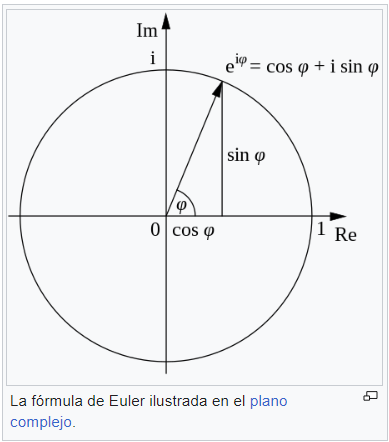 Im
i
e^iφ = cos φ + i sin φ
sin φ
φ
0
cos φ
1
Re
La fórmula de Euler ilustrada en el plano
complejo.